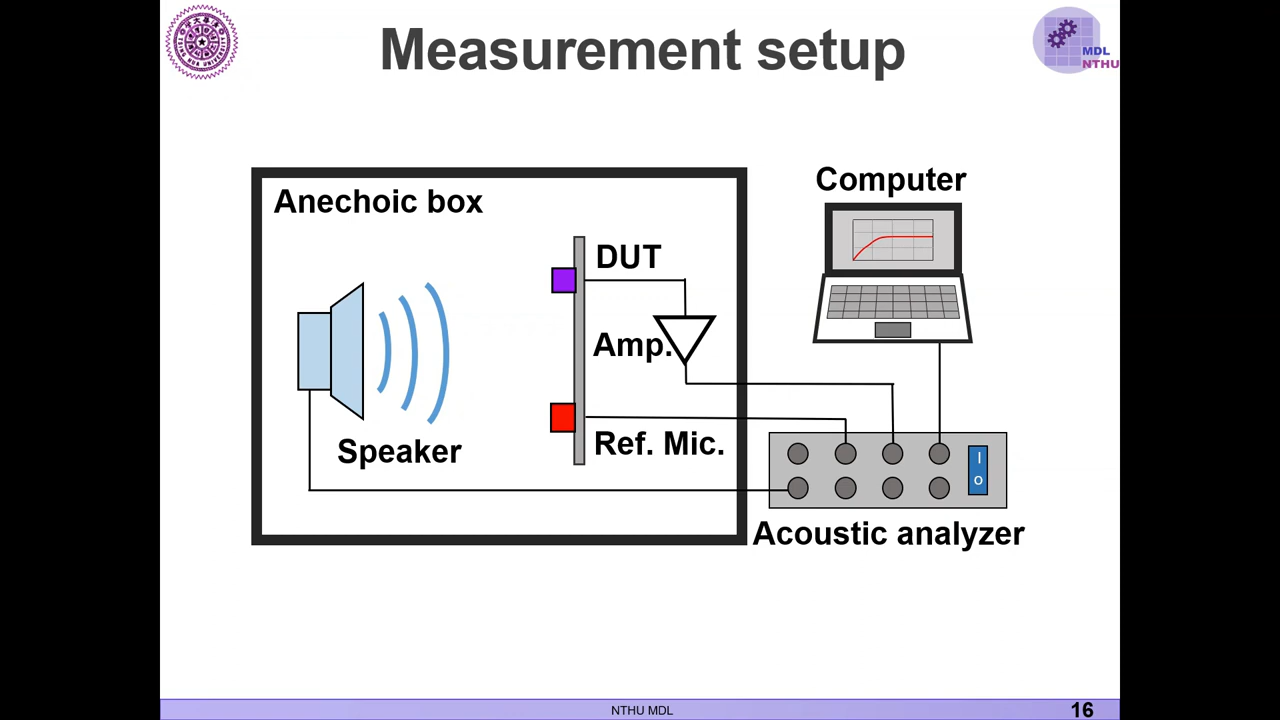 Measurement setup
MDL
NTHU
Anechoic box
Computer
DUT
Amp.
Ref. Mic.
Speaker
I
o
Acoustic analyzer
NTHU MDL
16